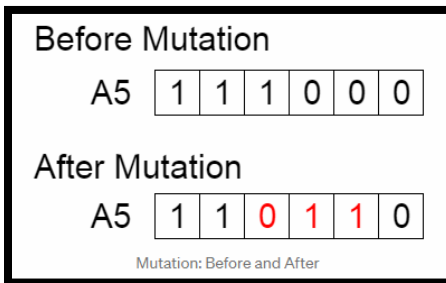 Before Mutation
A5 1 1 1 0 0 0
After Mutation
A5 1 1 0 1 1 0
Mutation: Before and After